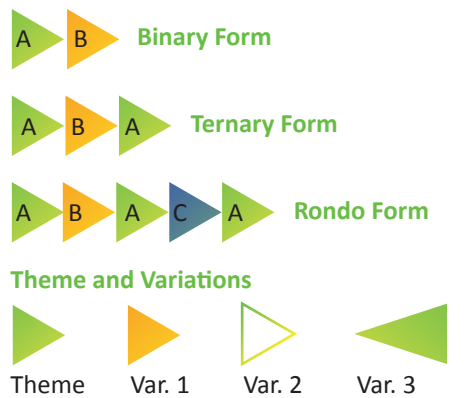 A B Binary Form
A B A Ternary Form
A B A C A Rondo Form
Theme and Variations
Theme Var. 1 Var. 2 Var. 3